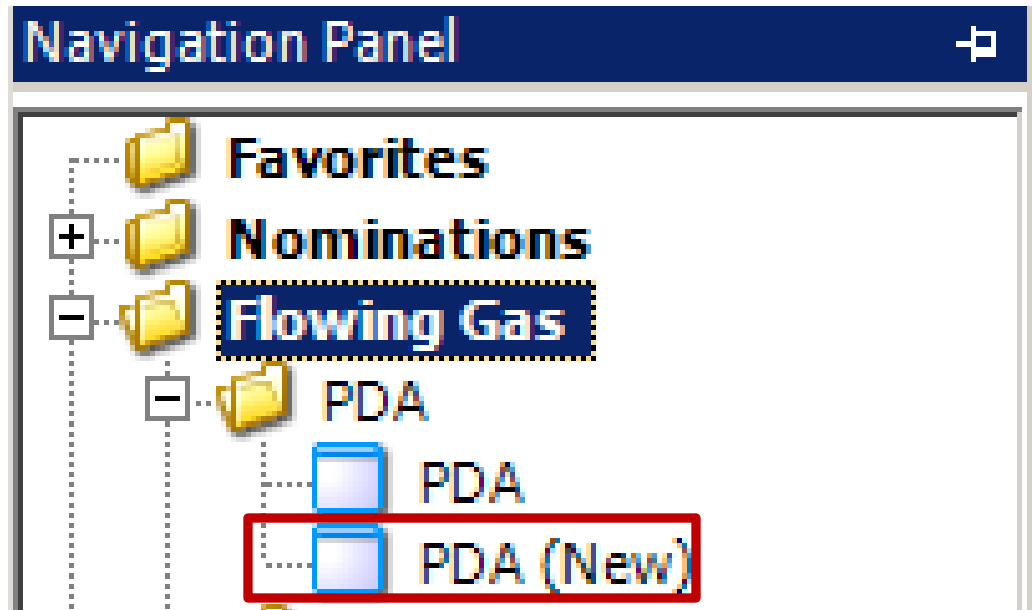 Navigation Panel
Favorites
Nominations
Flowing Gas
PDA
PDA
PDA (New)